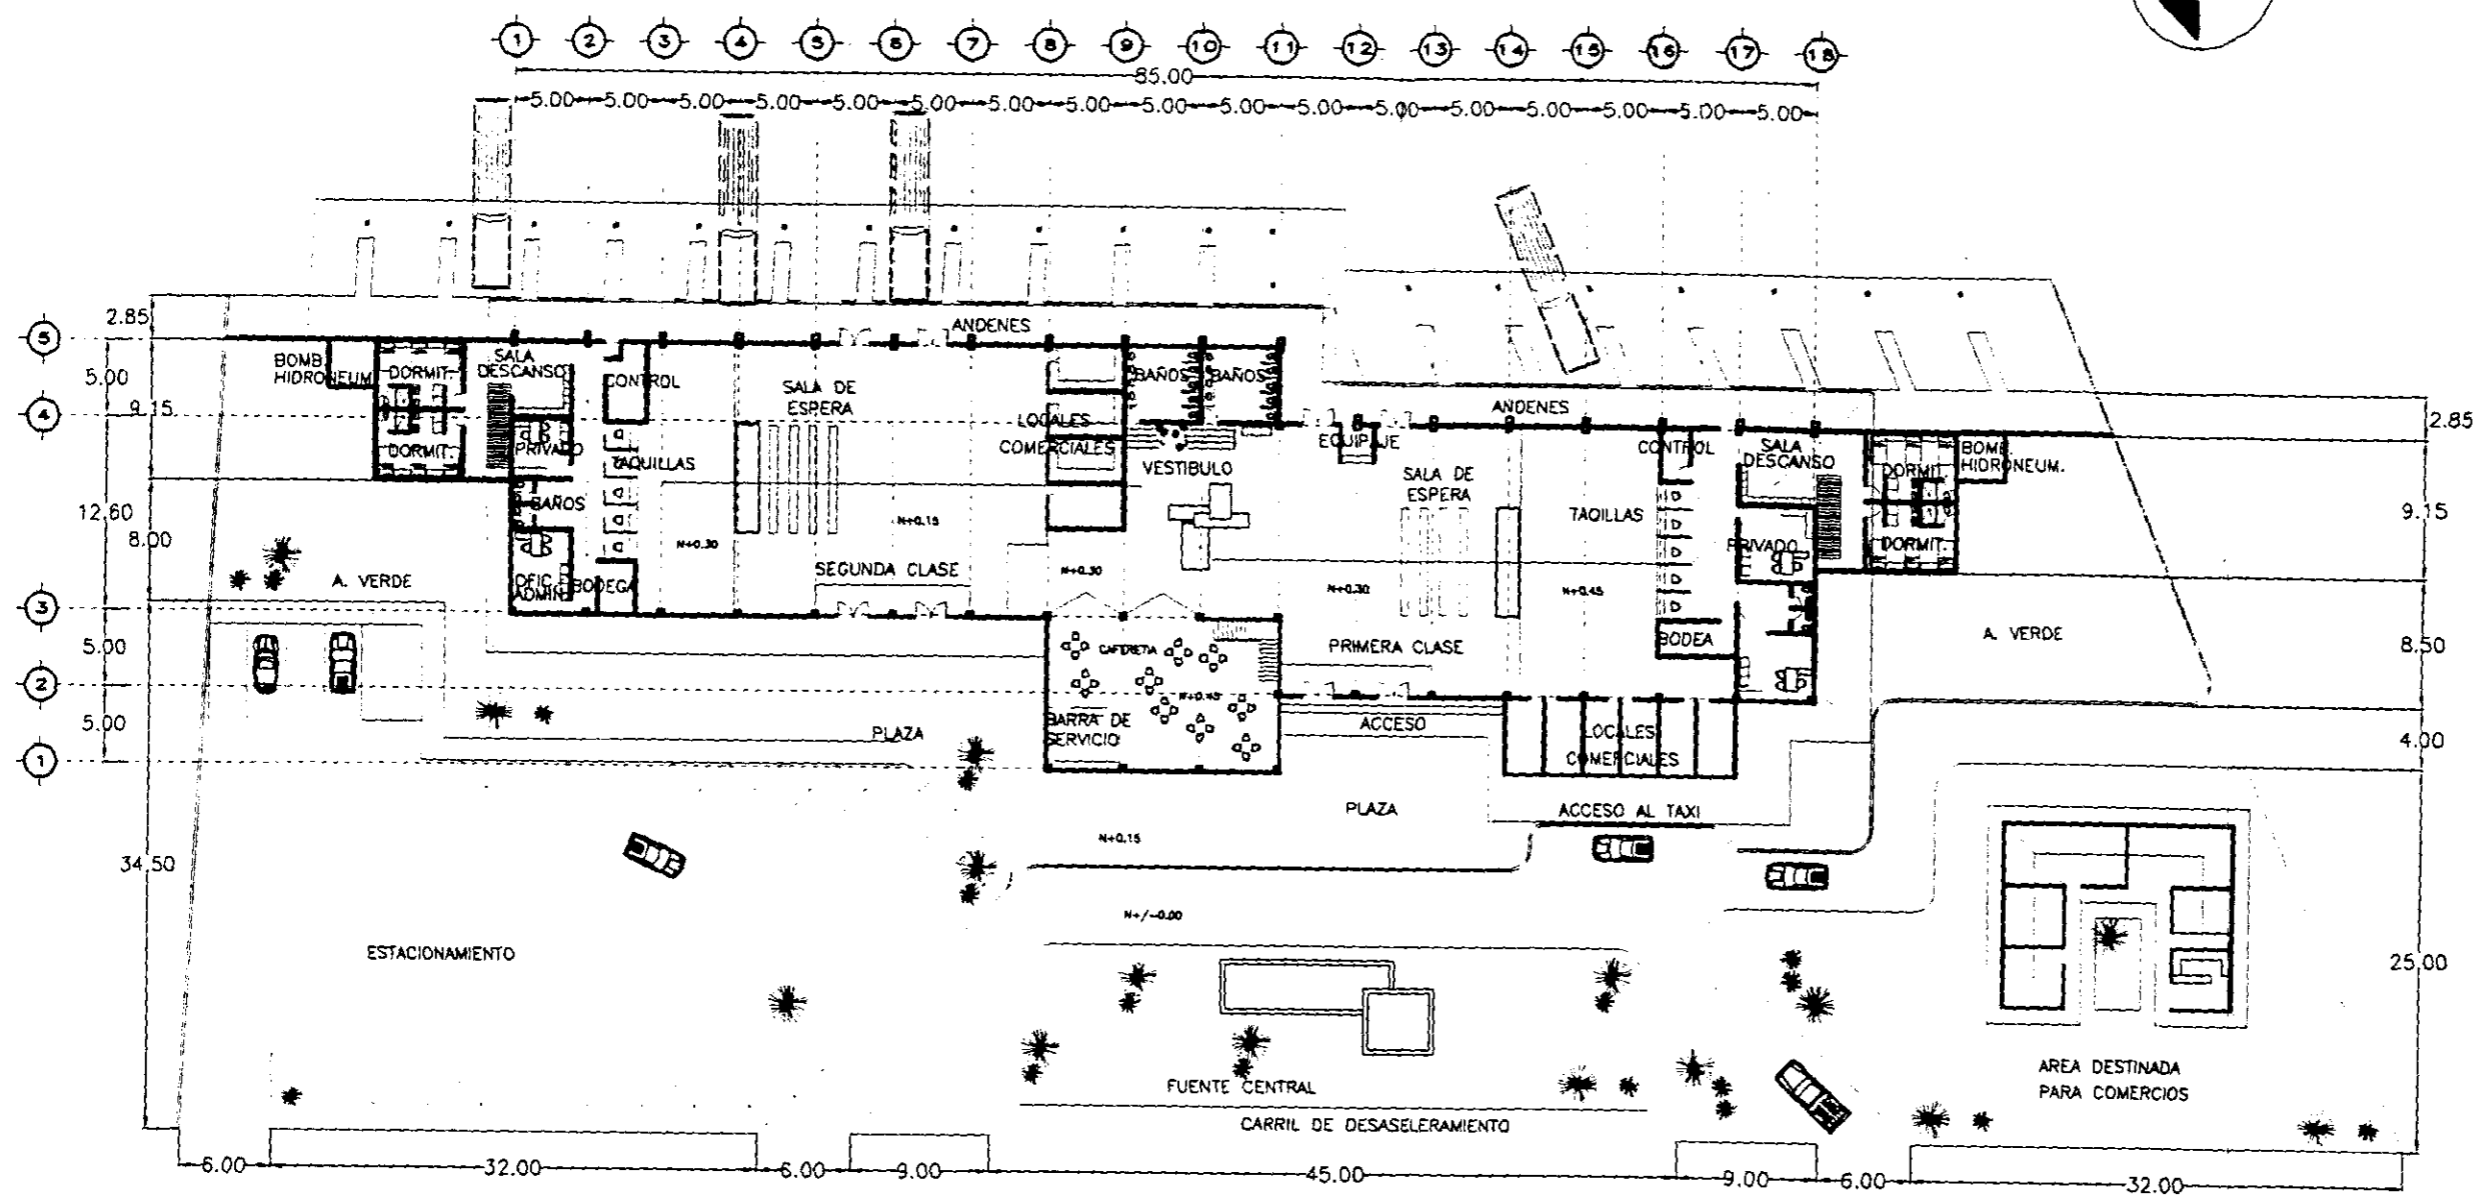 1 2 3 4 5 6 7 8 9 10 11 12 13 14 15 16 17 18
85.00
5.00 5.00 5.00 5.00 5.00 5.00 5.00 5.00 5.00 5.00 5.00 5.00 5.00 5.00 5.00 5.00 5.00
2.85
ANDENES
5
BOMB.
HIDRONEUM.
DORMIT.
SALA
DESCANSO
CONTROL
SALA DE
ESPERA
BAÑOS
BAÑOS
5.00
9.15
4
LOCALES
COMERCIALES
ANDENES
2.85
DORMIT.
PRIVADO
TAQUILLAS
VESTIBULO
EQUIPAJE
SALA DE
ESPERA
CONTROL
SALA
DESCANSO
DORMIT.
BOMB.
HIDRONEUM.
12.60
8.00
BAÑOS
N+0.15
N+0.30
TAQILLAS
PRIVADO
DORMIT.
9.15
A. VERDE
OFIC.
ADMIN.
BODEGA
SEGUNDA CLASE
N+0.30
N+0.30
N+0.45
3
5.00
CAFERETIA
PRIMERA CLASE
BODEA
A. VERDE
8.50
2
N+0.45
5.00
PLAZA
BARRA DE
SERVICIO
ACCESO
LOCALES
COMERCIALES
4.00
1
PLAZA
ACCESO AL TAXI
N+0.15
34.50
N+/-0.00
ESTACIONAMIENTO
25.00
FUENTE CENTRAL
AREA DESTINADA
PARA COMERCIOS
CARRIL DE DESASELERAMIENTO
6.00 32.00 6.00 9.00 45.00 9.00 6.00 32.00